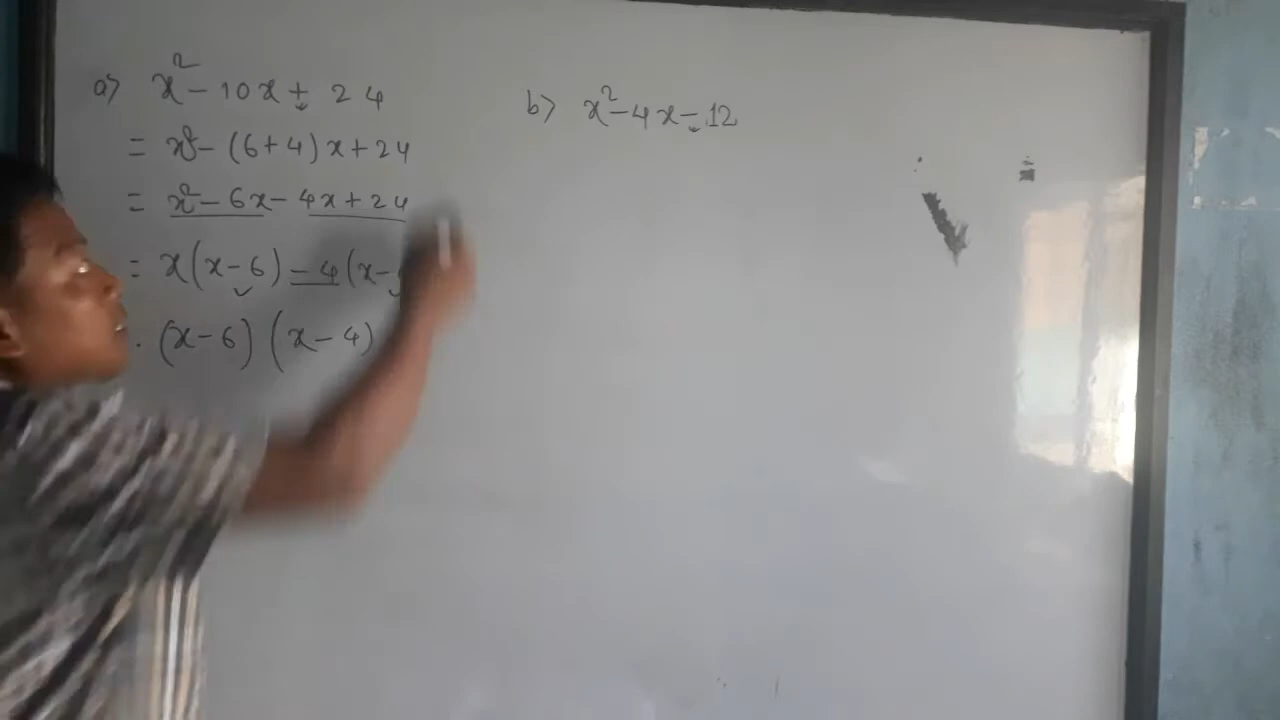 a) x² - 10x + 24
= x² - (6+4)x + 24
= x² - 6x - 4x + 24
= x(x-6) - 4(x-
(x-6) (x-4)
b) x² - 4x - 12